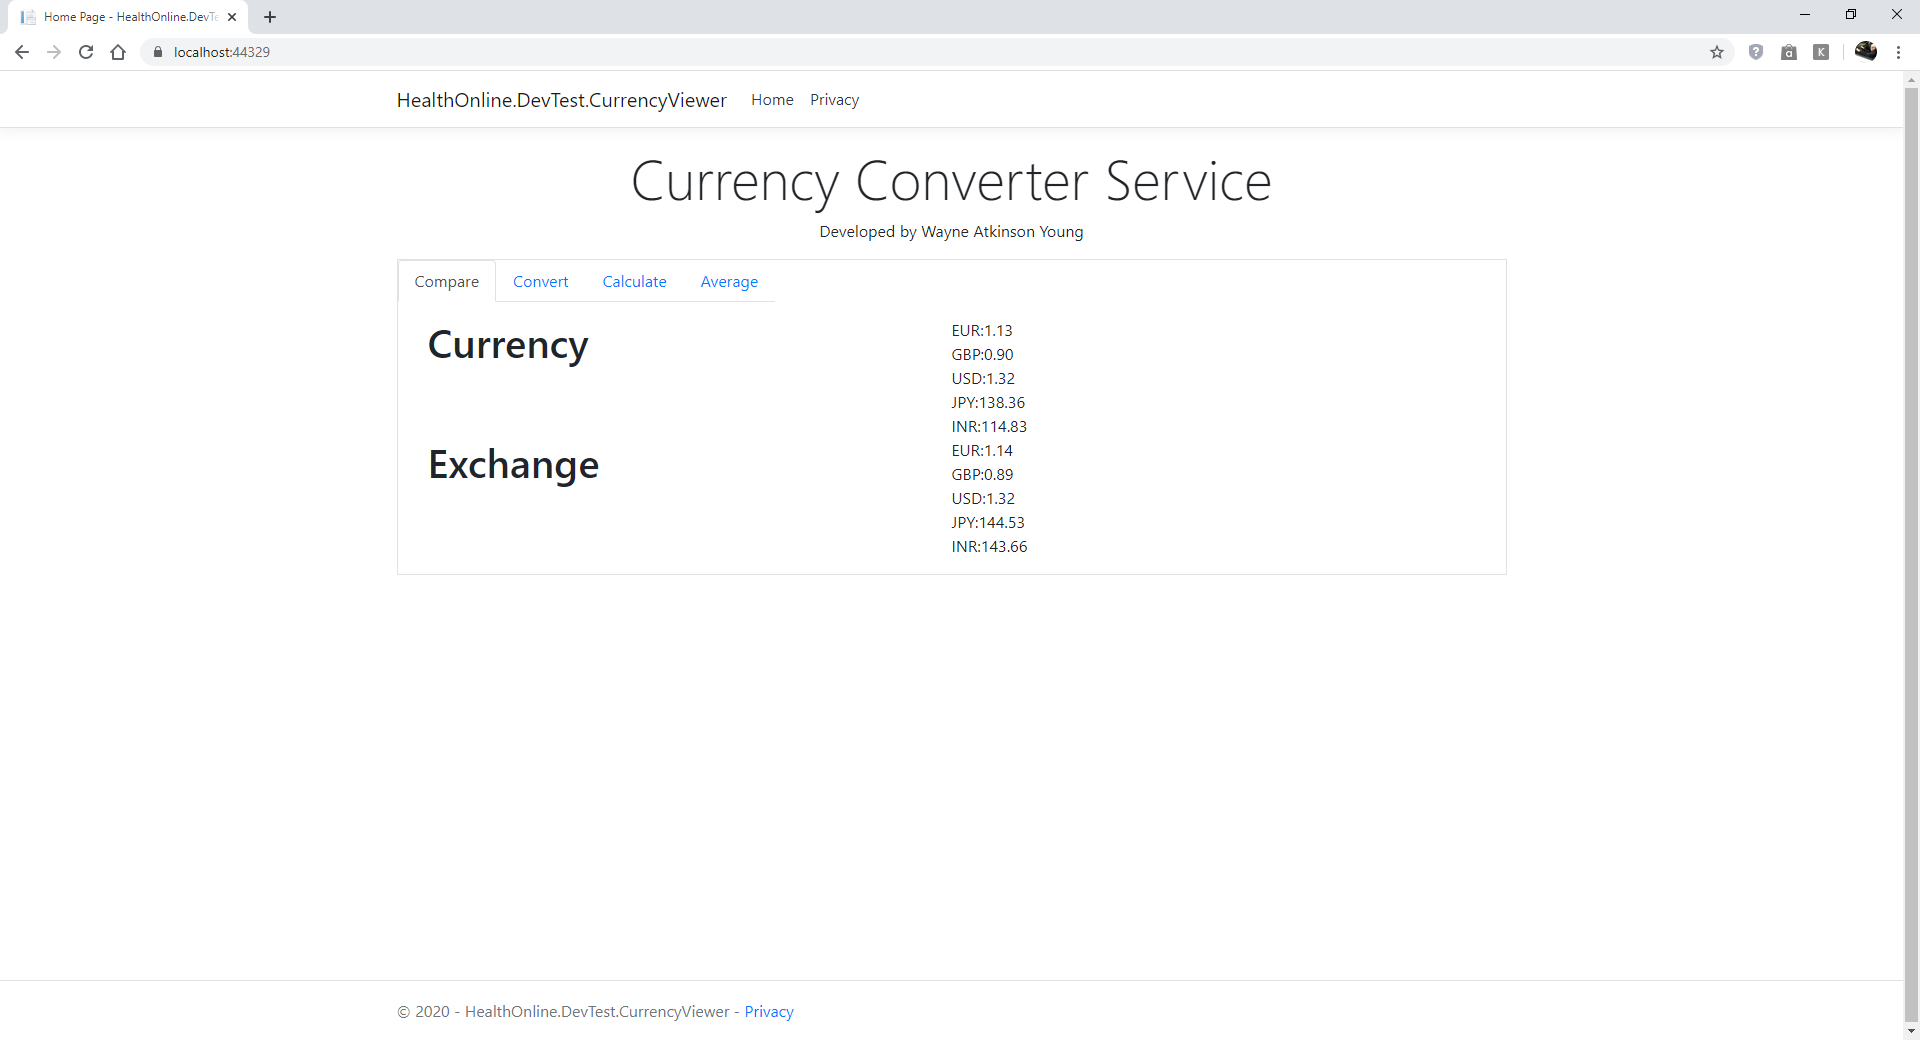 Home Page - HealthOnline.DevTe
localhost:44329
HealthOnline.DevTest.CurrencyViewer Home Privacy
Currency Converter Service
Developed by Wayne Atkinson Young
Compare Convert Calculate Average
Currency
EUR:1.13
GBP:0.90
USD:1.32
JPY:138.36
INR:114.83
Exchange
EUR:1.14
GBP:0.89
USD:1.32
JPY:144.53
INR:143.66
© 2020 - HealthOnline.DevTest.CurrencyViewer - Privacy